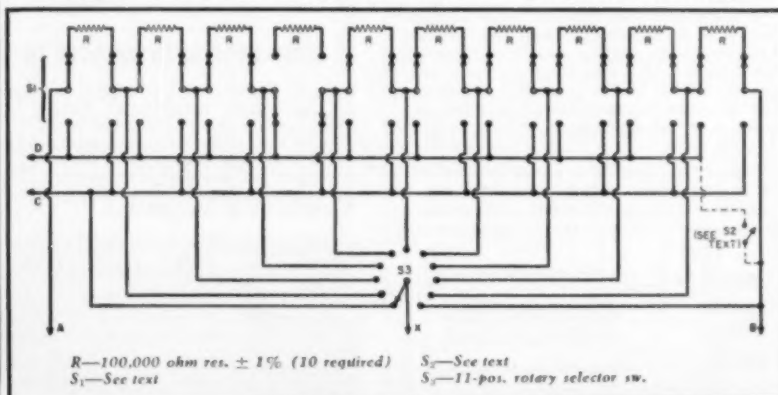 R R R R R R R R R R
S1
D
C
(SEE S2
TEXT)
S3
A X B
R—100,000 ohm res. ± 1% (10 required) S₂—See text
S₁—See text S₃—11-pos. rotary selector sw.